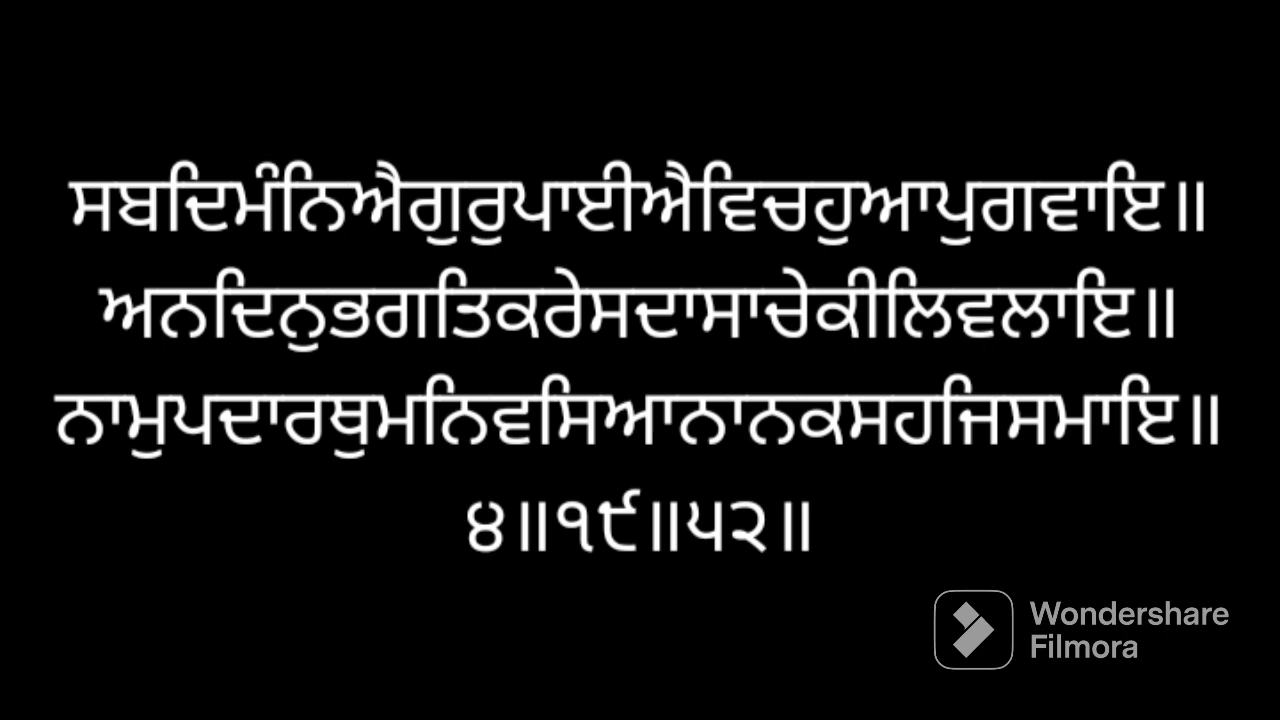 ਸਬਦਿਮੰਨਿਐਗੁਰੁਪਾਈਐਵਿਚਹੁਆਪੁਗਵਾਇ॥
ਅਨਦਿਨੁਭਗਤਿਕਰੇਸਦਾਸਾਚੇਕੀਲਿਵਲਾਇ॥
ਨਾਮੁਪਦਾਰਥੁਮਨਿਵਸਿਆਨਾਨਕਸਹਜਿਸਮਾਇ॥
੪॥੧੯॥੫੨॥
Wondershare
Filmora